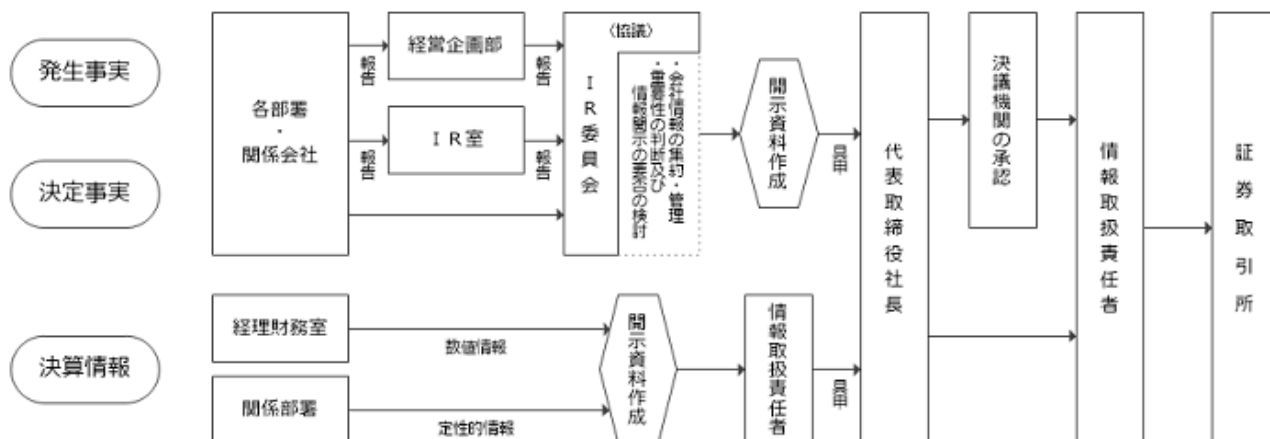 発生事実
決定事実
各部署
・
関係会社
報告
経営企画部
報告
報告
IR室
報告
〈協議〉
IR委員会
・会社情報の集約・管理
・重要性の判断及び
情報開示の要否の検討
開示資料作成
具申
代表取締役社長
決議機関の承認
情報取扱責任者
証券取引所
決算情報
経理財務室
数値情報
関係部署
定性的情報
開示資料作成
情報取扱責任者
具申